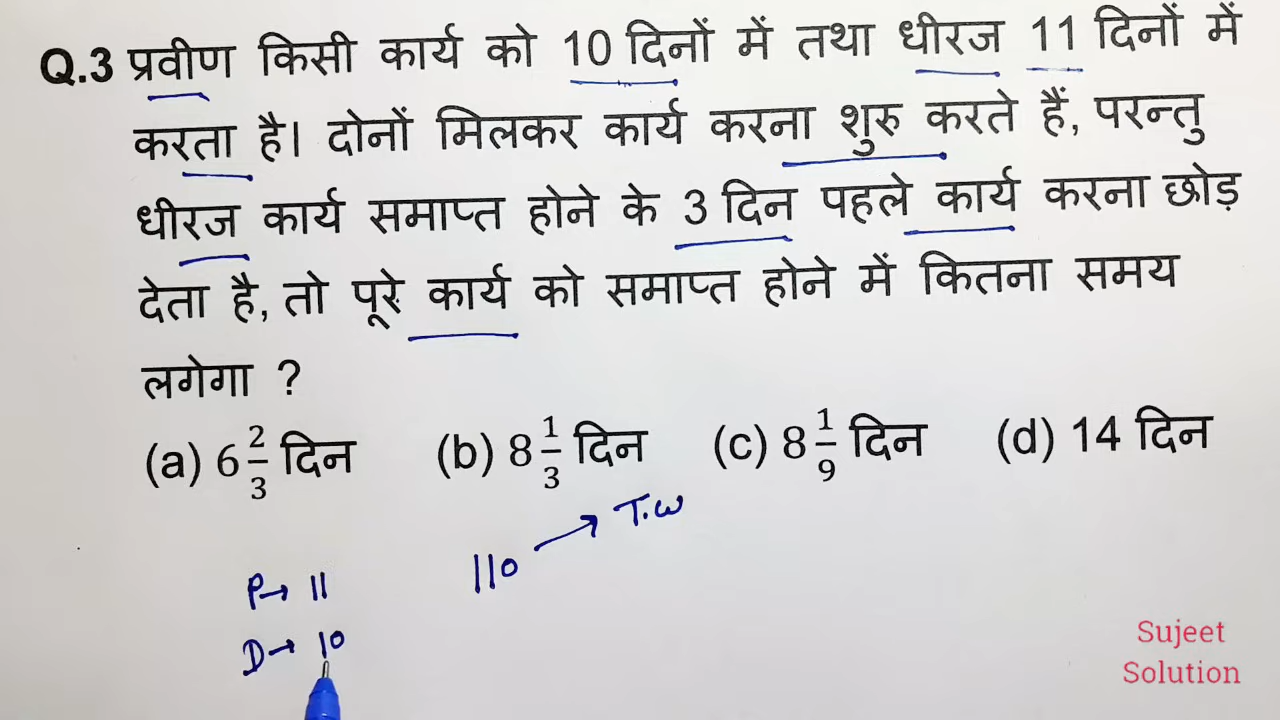 Q.3 प्रवीण किसी कार्य को 10 दिनों में तथा धीरज 11 दिनों में
करता है। दोनों मिलकर कार्य करना शुरु करते हैं, परन्तु
धीरज कार्य समाप्त होने के 3 दिन पहले कार्य करना छोड़
देता है, तो पूरे कार्य को समाप्त होने में कितना समय
लगेगा ?
(a) 6 2/3 दिन (b) 8 1/3 दिन (c) 8 1/9 दिन (d) 14 दिन
110 → T.W
P→ 11
D→ 10
Sujeet
Solution